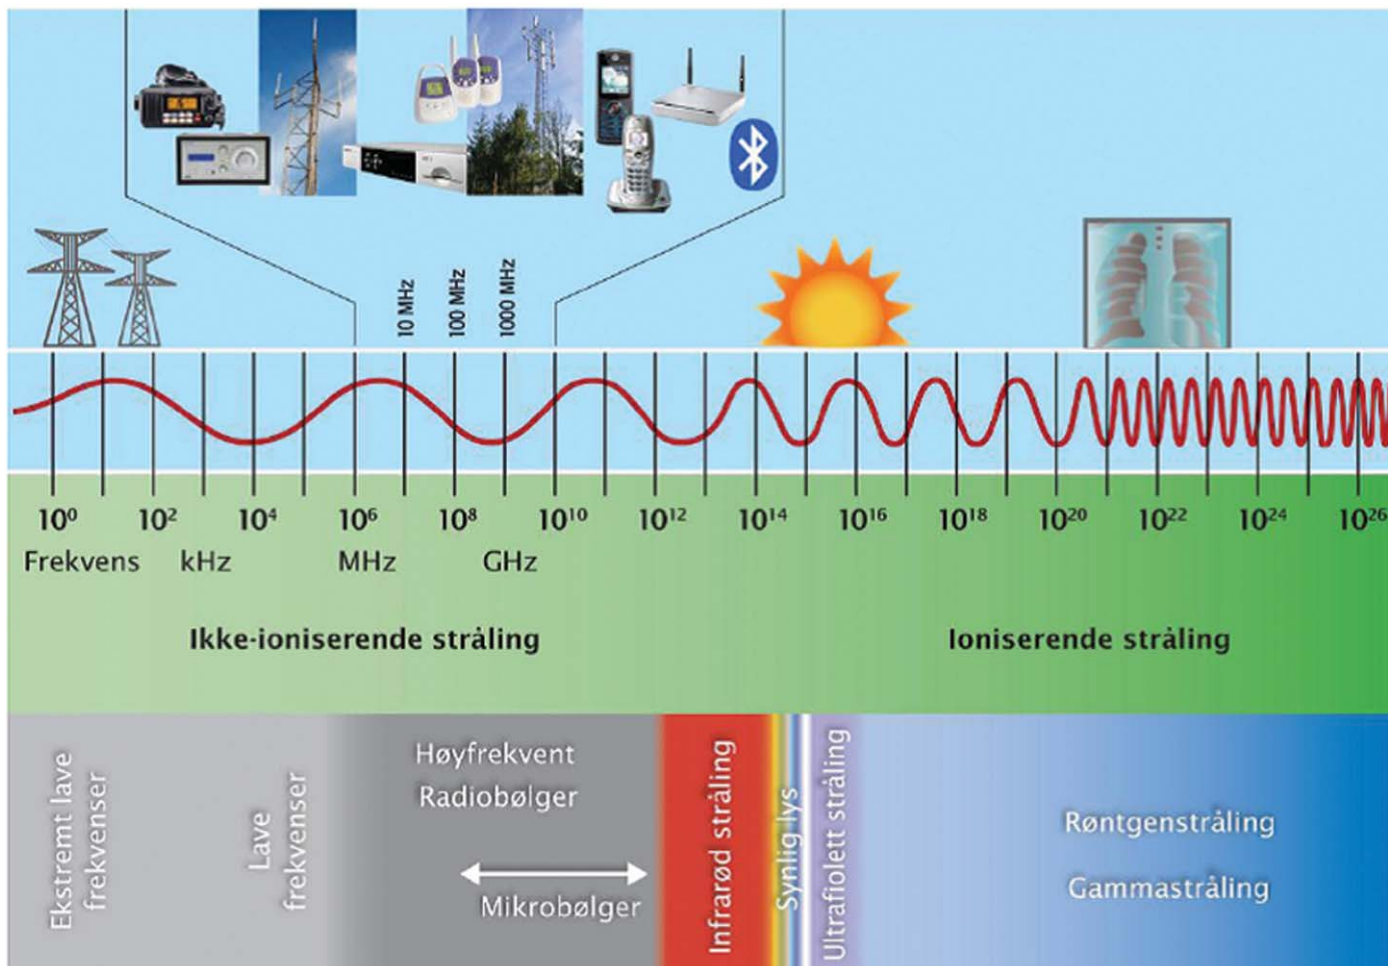 10 MHz
100 MHz
1000 MHz
10⁰ 10² 10⁴ 10⁶ 10⁸ 10¹⁰ 10¹² 10¹⁴ 10¹⁶ 10¹⁸ 10²⁰ 10²² 10²⁴ 10²⁶
Frekvens kHz MHz GHz
Ikke-ioniserende stråling
Ioniserende stråling
Ekstremt lave
frekvenser
Lave
frekvenser
Høyfrekvent
Radiobølger
Mikrobølger
Infrarød stråling
Synlig lys
Ultrafiolett stråling
Røntgenstråling
Gammastråling